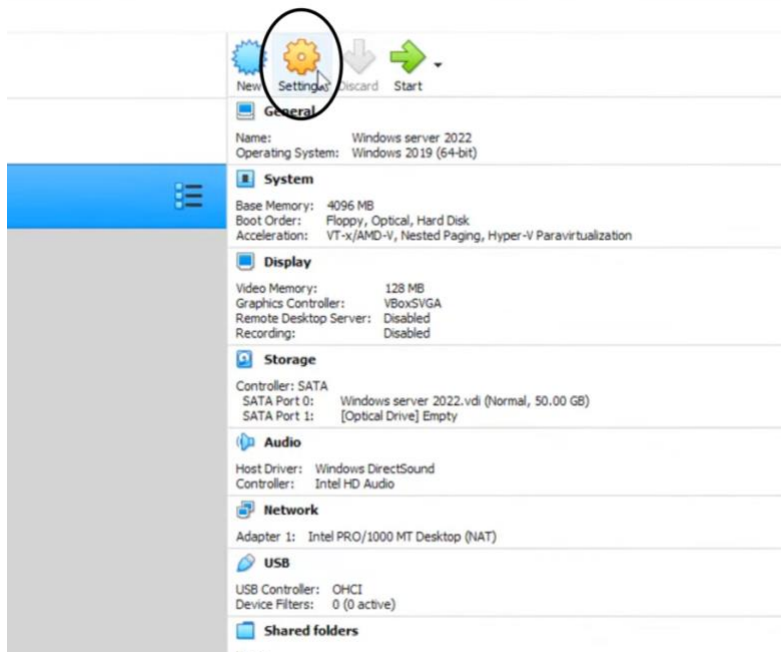 New Settings Discard Start
General
Name: Windows server 2022
Operating System: Windows 2019 (64-bit)
System
Base Memory: 4096 MB
Boot Order: Floppy, Optical, Hard Disk
Acceleration: VT-x/AMD-V, Nested Paging, Hyper-V Paravirtualization
Display
Video Memory: 128 MB
Graphics Controller: VBoxSVGA
Remote Desktop Server: Disabled
Recording: Disabled
Storage
Controller: SATA
SATA Port 0: Windows server 2022.vdi (Normal, 50.00 GB)
SATA Port 1: [Optical Drive] Empty
Audio
Host Driver: Windows DirectSound
Controller: Intel HD Audio
Network
Adapter 1: Intel PRO/1000 MT Desktop (NAT)
USB
USB Controller: OHCI
Device Filters: 0 (0 active)
Shared folders